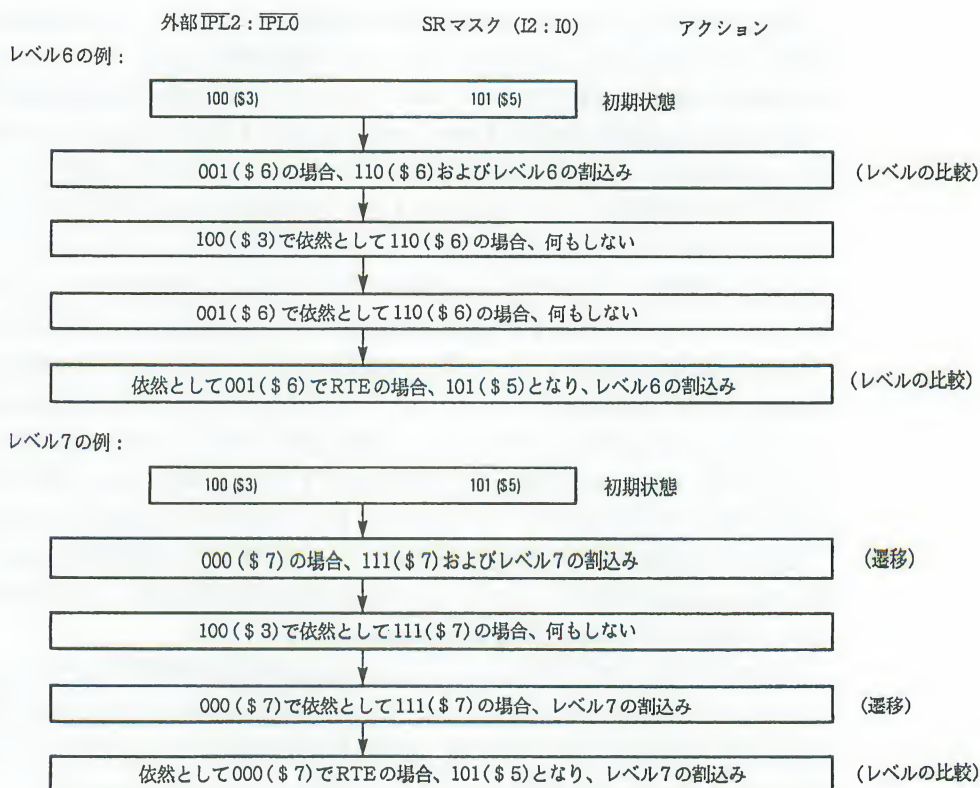 外部IPL2：IPL0 SRマスク（I2：I0） アクション
レベル6の例：
100 ($3) 101 ($5) 初期状態
001($6)の場合、110($6)およびレベル6の割込み (レベルの比較)
100($3)で依然として110($6)の場合、何もしない
001($6)で依然として110($6)の場合、何もしない
依然として001($6)でRTEの場合、101($5)となり、レベル6の割込み (レベルの比較)
レベル7の例：
100 ($3) 101 ($5) 初期状態
000($7)の場合、111($7)およびレベル7の割込み (遷移)
100($3)で依然として111($7)の場合、何もしない
000($7)で依然として111($7)の場合、レベル7の割込み (遷移)
依然として000($7)でRTEの場合、101($5)となり、レベル7の割込み (レベルの比較)